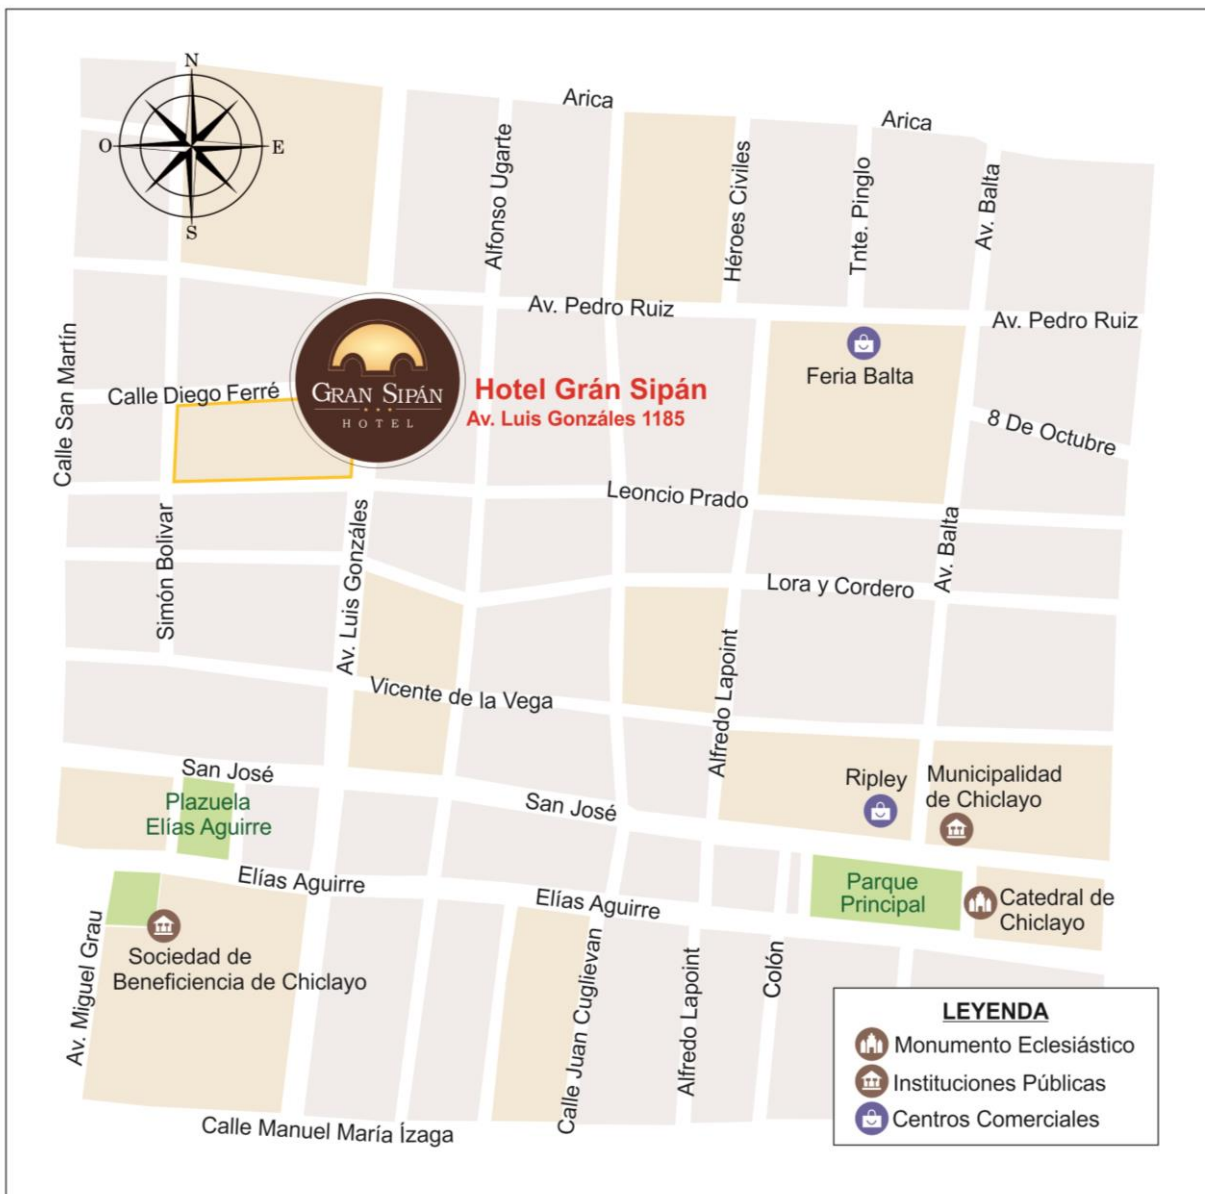 N
O
E
S
Arica
Arica
Alfonso Ugarte
Héroes Civiles
Tnte. Pinglo
Av. Balta
Av. Pedro Ruiz
Av. Pedro Ruiz
Calle San Martín
Calle Diego Ferré
GRAN SIPÁN
HOTEL
Hotel Grán Sipán
Av. Luis Gonzáles 1185
Feria Balta
8 De Octubre
Leoncio Prado
Simón Bolivar
Av. Luis Gonzáles
Av. Balta
Lora y Cordero
Alfredo Lapoint
Vicente de la Vega
San José
Plazuela
Elías Aguirre
San José
Ripley
Municipalidad
de Chiclayo
Elías Aguirre
Elías Aguirre
Parque
Principal
Catedral de
Chiclayo
Av. Miguel Grau
Sociedad de
Beneficiencia de Chiclayo
Calle Juan Cuglievan
Alfredo Lapoint
Colón
Calle Manuel María Ízaga
LEYENDA
Monumento Eclesiástico
Instituciones Públicas
Centros Comerciales